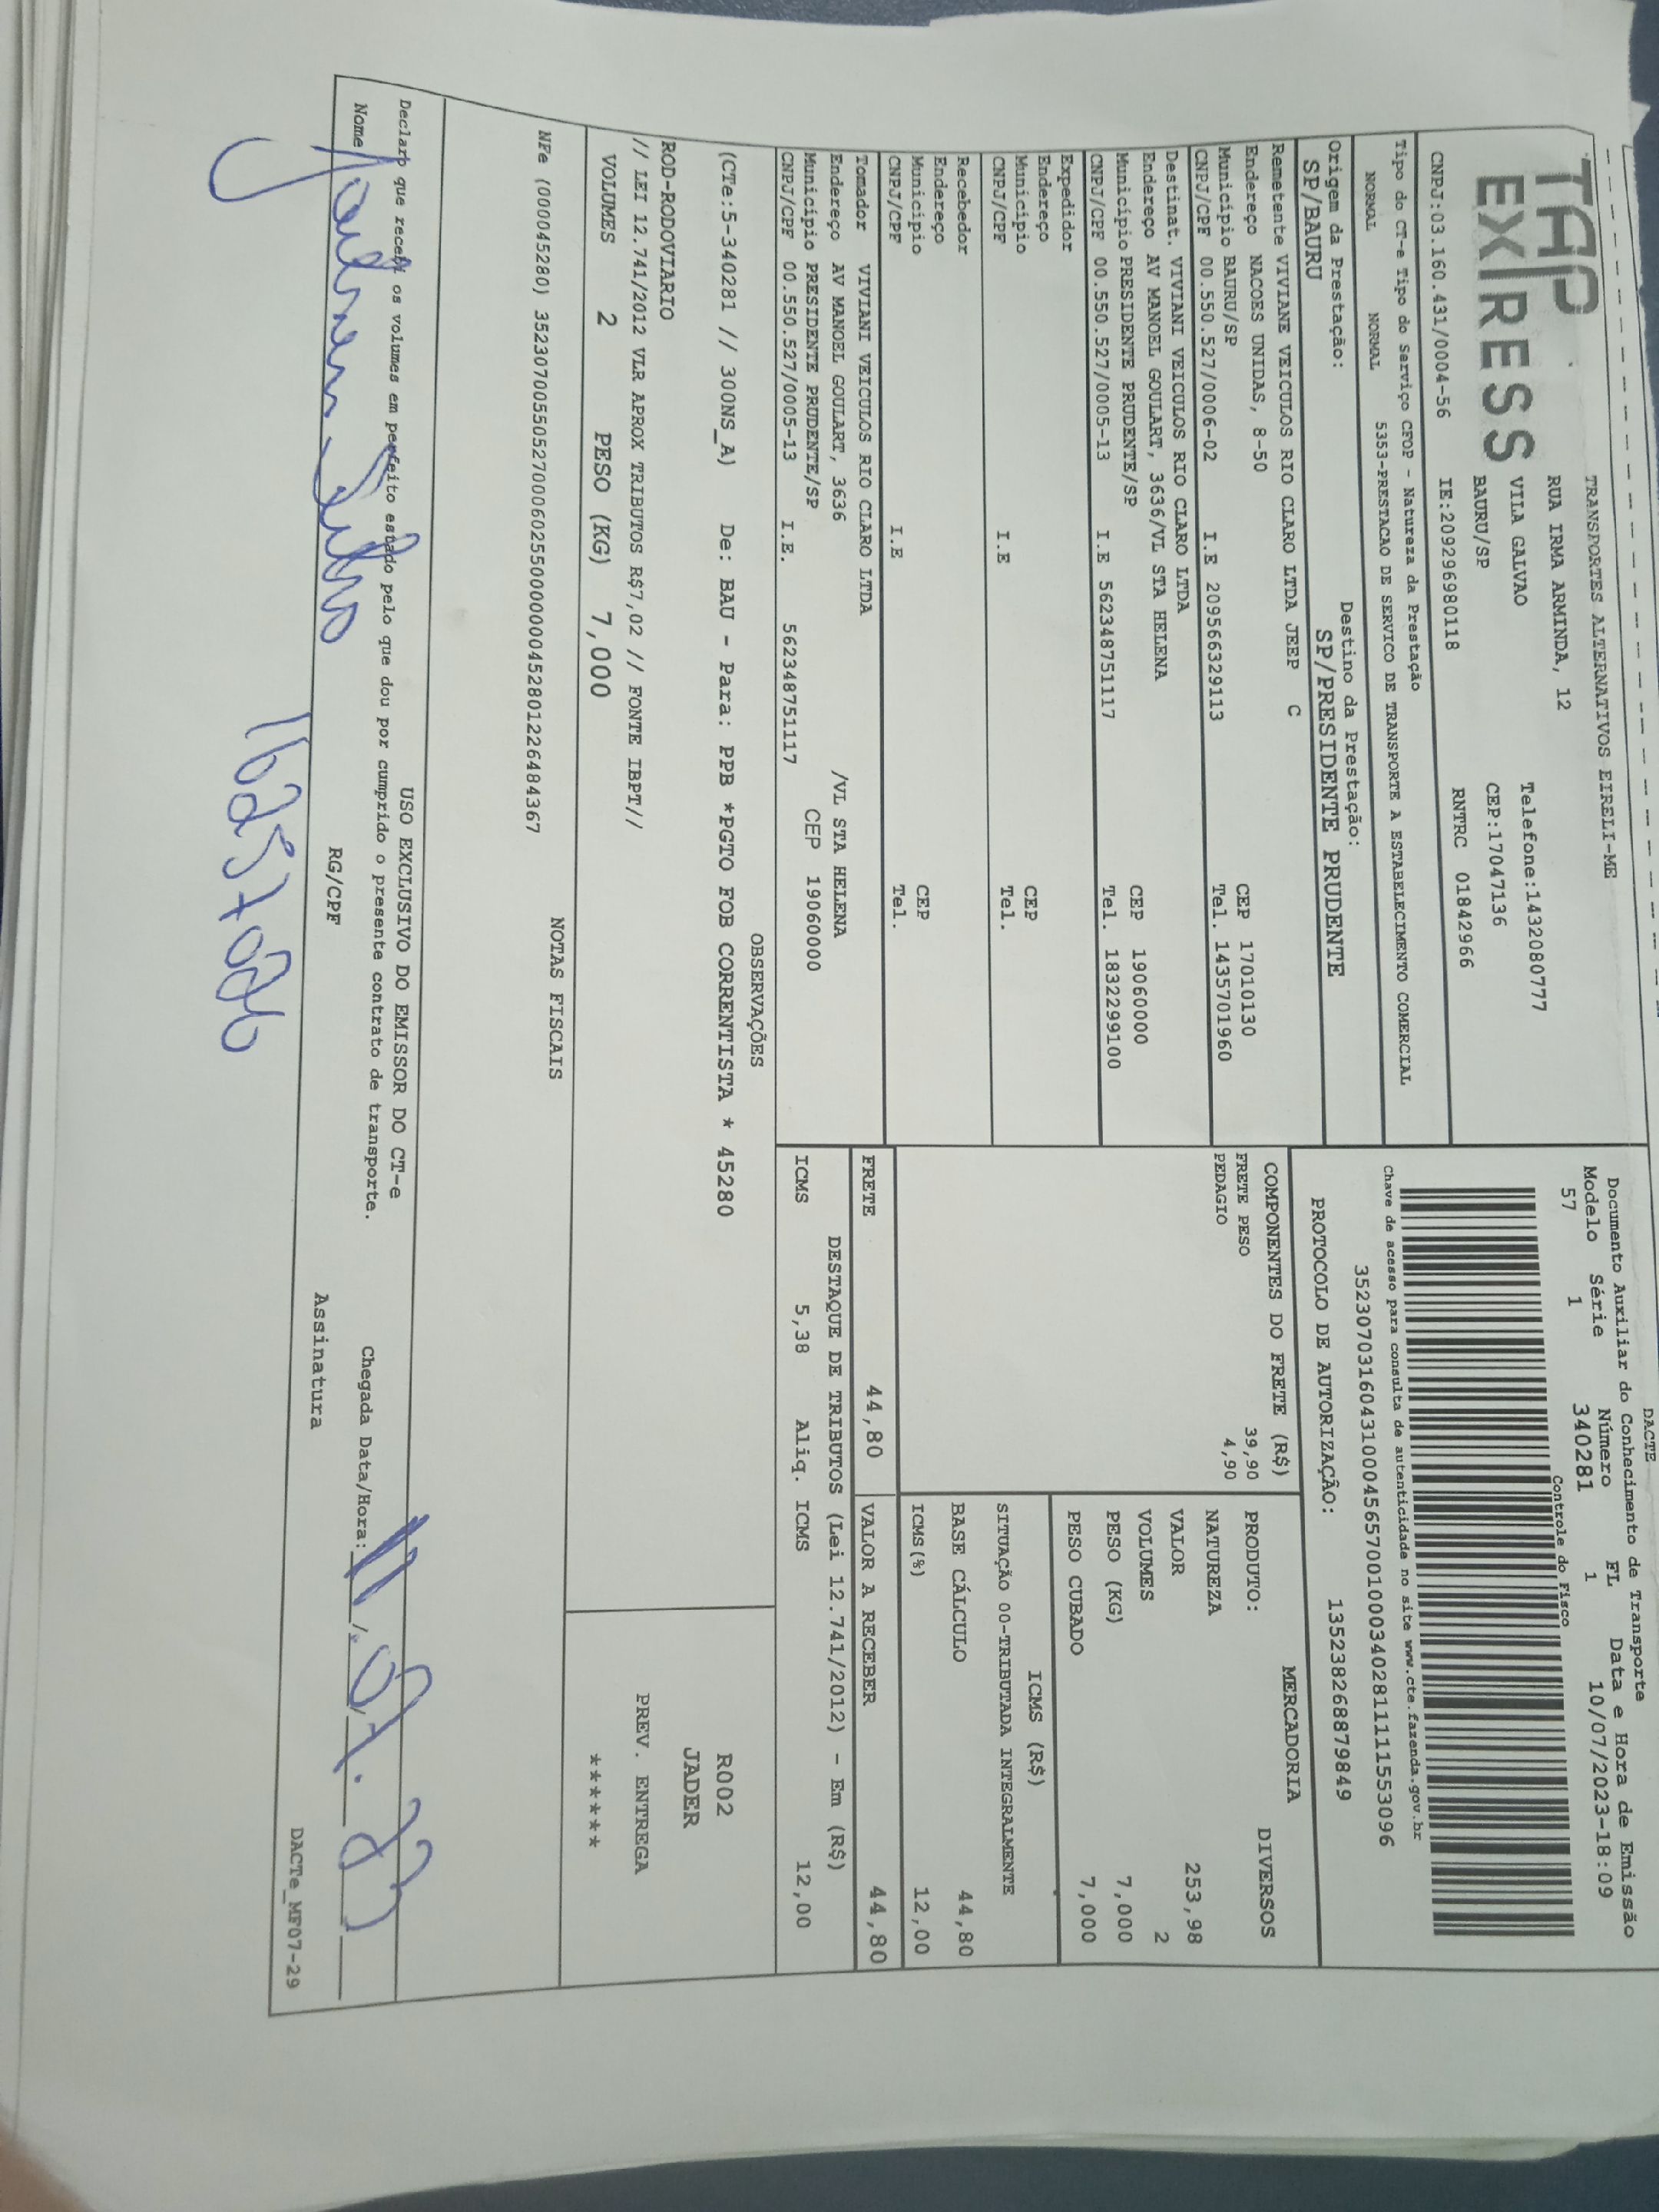 DACTE
TAP EXPRESS
TRANSPORTES ALTERNATIVOS EIRELI-ME
RUA IRMA ARMINDA, 12
VILA GALVAO Telefone:1432080777
BAURU/SP CEP:17047136
CNPJ:03.160.431/0004-56 IE:209296980118 RNTRC 01842966
Documento Auxiliar do Conhecimento de Transporte
Modelo Série Número FL Data e Hora de Emissão
57 1 340281 1 10/07/2023-18:09
Controle do Fisco
Tipo do CT-e Tipo do Serviço CFOP - Natureza da Prestação
NORMAL NORMAL 5353-PRESTACAO DE SERVICO DE TRANSPORTE A ESTABELECIMENTO COMERCIAL
Chave de acesso para consulta de autenticidade no site www.cte.fazenda.gov.br
35230703160431000456570010003402811111553096
Origem da Prestação: Destino da Prestação:
SP/BAURU SP/PRESIDENTE PRUDENTE
PROTOCOLO DE AUTORIZAÇÃO: 135238268879849
Remetente VIVIANE VEICULOS RIO CLARO LTDA JEEP C
Endereço NACOES UNIDAS, 8-50 CEP 17010130
Município BAURU/SP Tel. 1435701960
CNPJ/CPF 00.550.527/0006-02 I.E 209566329113
Destinat. VIVIANI VEICULOS RIO CLARO LTDA
Endereço AV MANOEL GOULART, 3636/VL STA HELENA CEP 19060000
Município PRESIDENTE PRUDENTE/SP Tel. 1832299100
CNPJ/CPF 00.550.527/0005-13 I.E 562348751117
Expedidor
Endereço CEP
Município Tel.
CNPJ/CPF I.E
Recebedor
Endereço CEP
Município Tel.
CNPJ/CPF I.E
Tomador VIVIANI VEICULOS RIO CLARO LTDA
Endereço AV MANOEL GOULART, 3636 /VL STA HELENA
Município PRESIDENTE PRUDENTE/SP CEP 19060000
CNPJ/CPF 00.550.527/0005-13 I.E. 562348751117
COMPONENTES DO FRETE (R$)
FRETE PESO 39,90
PEDAGIO 4,90
MERCADORIA
PRODUTO: DIVERSOS
NATUREZA
VALOR 253,98
VOLUMES 2
PESO (KG) 7,000
PESO CUBADO 7,000
ICMS (R$)
SITUAÇÃO 00-TRIBUTADA INTEGRALMENTE
BASE CÁLCULO 44,80
ICMS(%) 12,00
FRETE 44,80 VALOR A RECEBER 44,80
DESTAQUE DE TRIBUTOS (Lei 12.741/2012) - Em (R$)
ICMS 5,38 Aliq. ICMS 12,00
OBSERVAÇÕES
(CTe:5-340281 // 300NS_A) De: BAU - Para: PPB *PGTO FOB CORRENTISTA * 45280
R002
JADER
ROD-RODOVIARIO
// LEI 12.741/2012 VLR APROX TRIBUTOS R$7,02 // FONTE IBPT//
PREV. ENTREGA
VOLUMES 2 PESO (KG) 7,000
*******
NOTAS FISCAIS
NFe (000045280) 35230700550527000602550000000452801226484367
USO EXCLUSIVO DO EMISSOR DO CT-e
Declaro que recebi os volumes em perfeito estado pelo que dou por cumprido o presente contrato de transporte.
Chegada Data/Hora: 11/.07.23
Nome RG/CPF Assinatura
DACTe_MF07-29